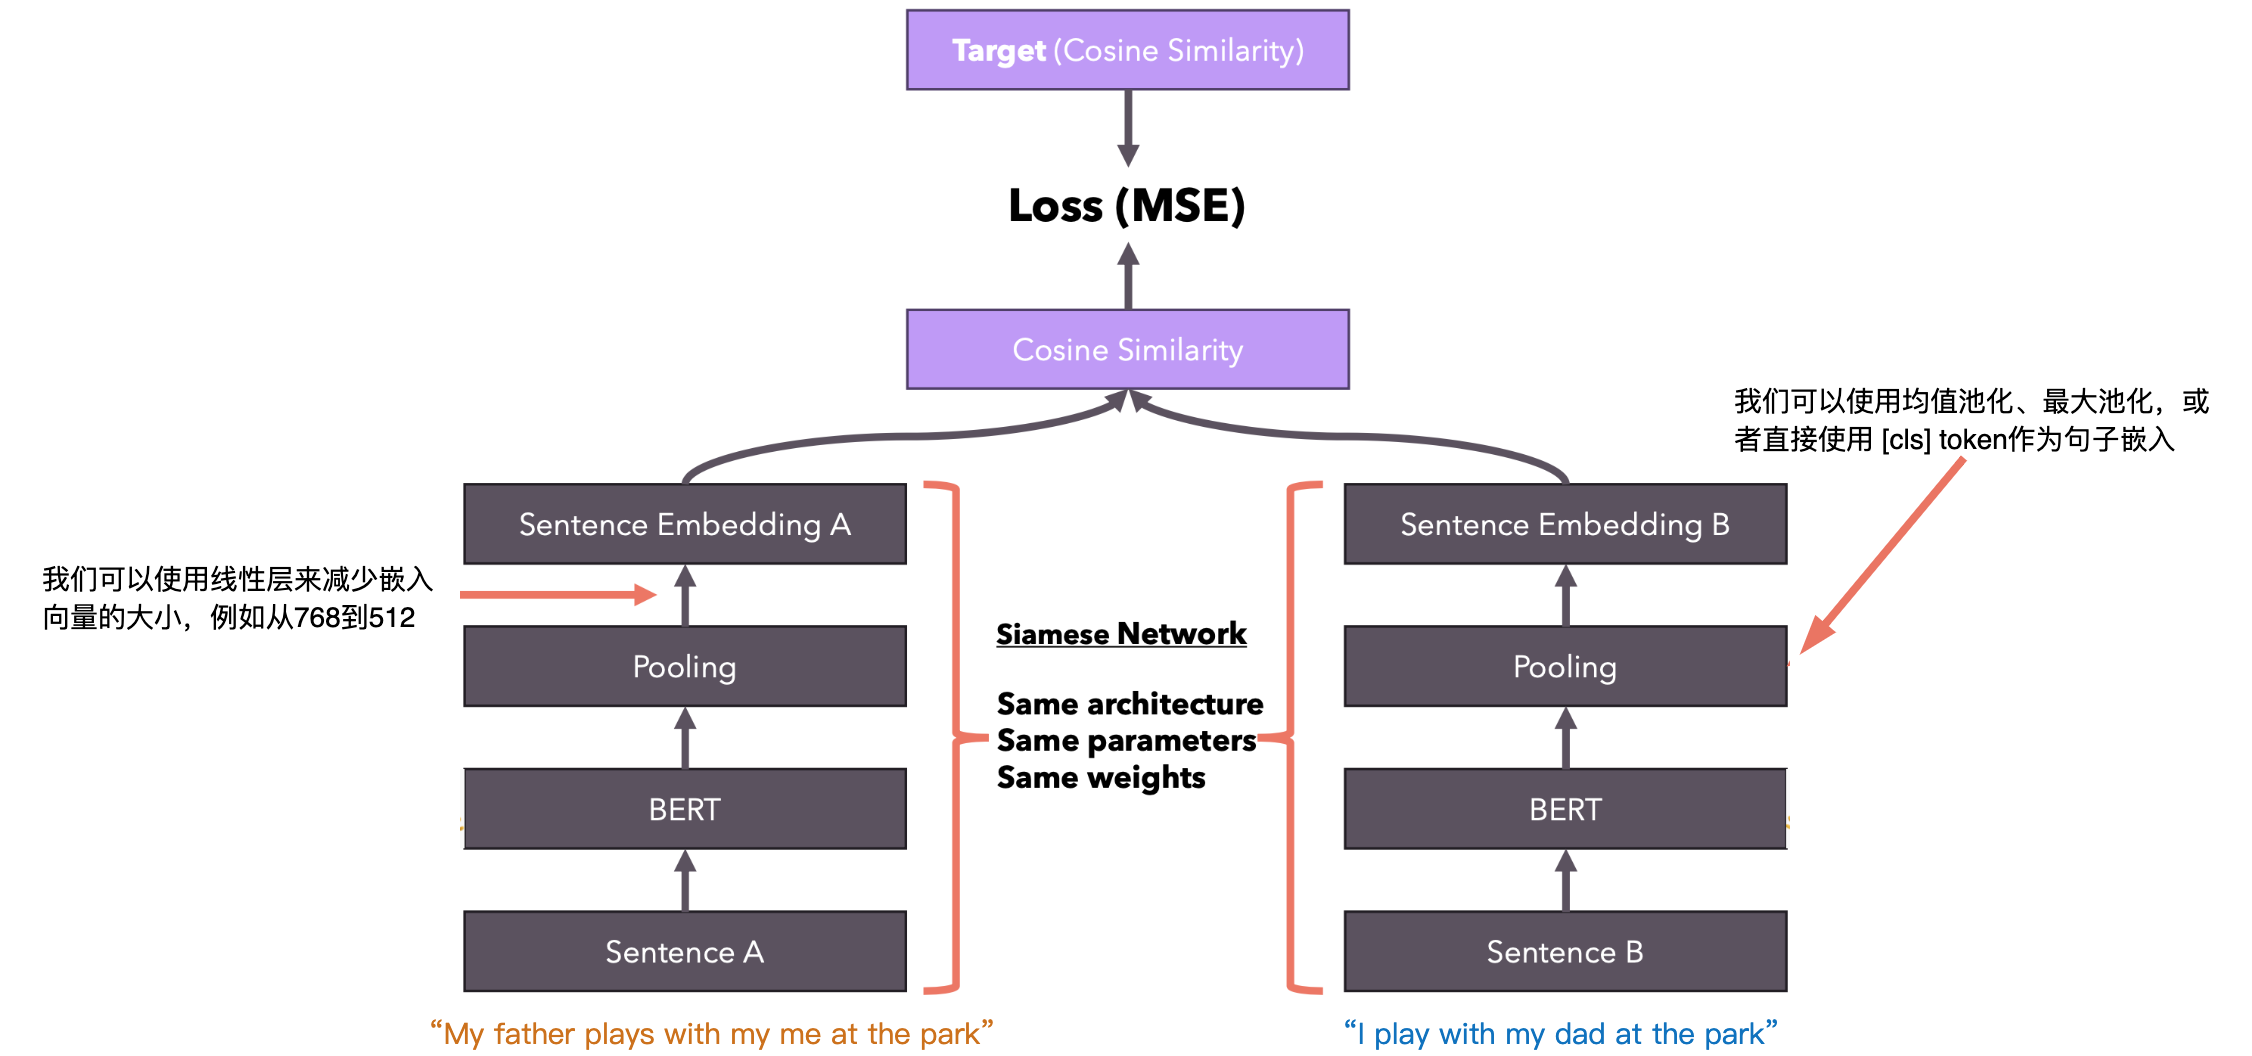 Target (Cosine Similarity)
Loss (MSE)
Cosine Similarity
我们可以使用均值池化、最大池化，或
者直接使用 [cls] token作为句子嵌入
Sentence Embedding A
Sentence Embedding B
我们可以使用线性层来减少嵌入
向量的大小，例如从768到512
Siamese Network
Pooling
Pooling
Same architecture
Same parameters
Same weights
BERT
BERT
Sentence A
Sentence B
“My father plays with my me at the park”
“I play with my dad at the park”